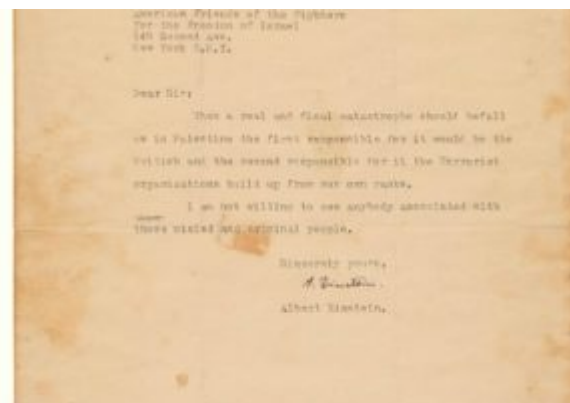 American Friends of the Fighters
For the Freedom of Israel
149 Second Ave.
New York N.Y.
Dear Sir:
When a real and final catastrophe should befall
us in Palestine the first responsible for it would be the
British and the second responsible for it the Terrorist
organizations build up from our own ranks.
I am not willing to see anybody associated with
those misled and criminal people.
Sincerely yours,
A. Einstein.
Albert Einstein.